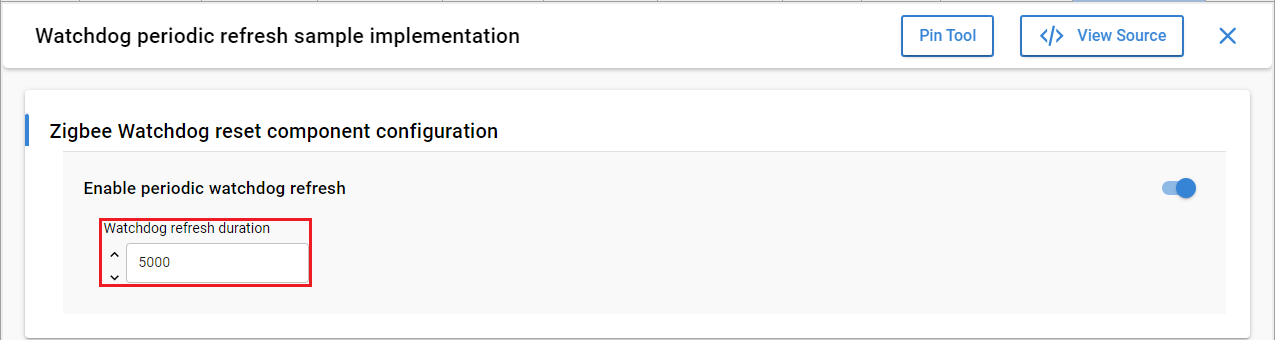 Watchdog periodic refresh sample implementation
Pin Tool
</> View Source
Zigbee Watchdog reset component configuration
Enable periodic watchdog refresh
Watchdog refresh duration
5000